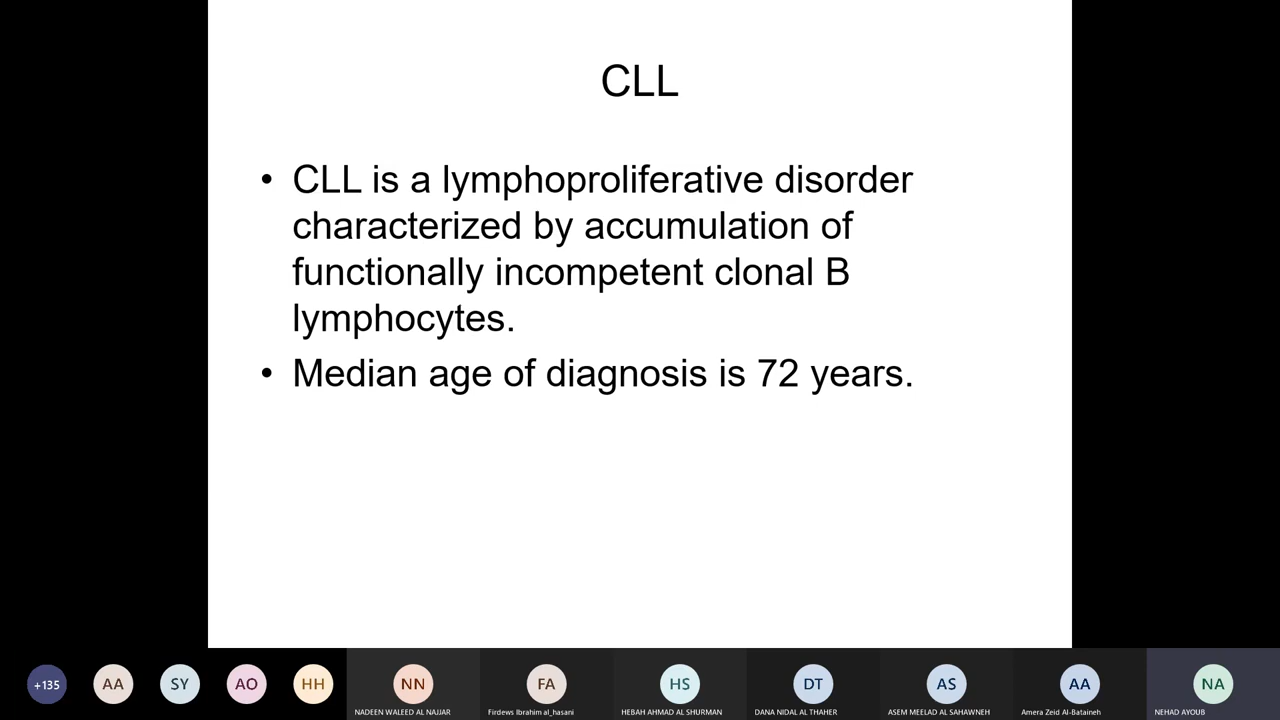 CLL
• CLL is a lymphoproliferative disorder
characterized by accumulation of
functionally incompetent clonal B
lymphocytes.
• Median age of diagnosis is 72 years.
+135
AA
SY
AO
HH
NN
FA
HS
DT
AS
AA
NA
NADEEN WALEED AL NAJJAR
Firdews Ibrahim al_hasani
HEBAH AHMAD AL SHURMAN
DANA NIDAL AL THAHER
ASEM MEELAD AL SAHAWNEH
Amera Zeid Al-Bataineh
NEHAD AYOUB